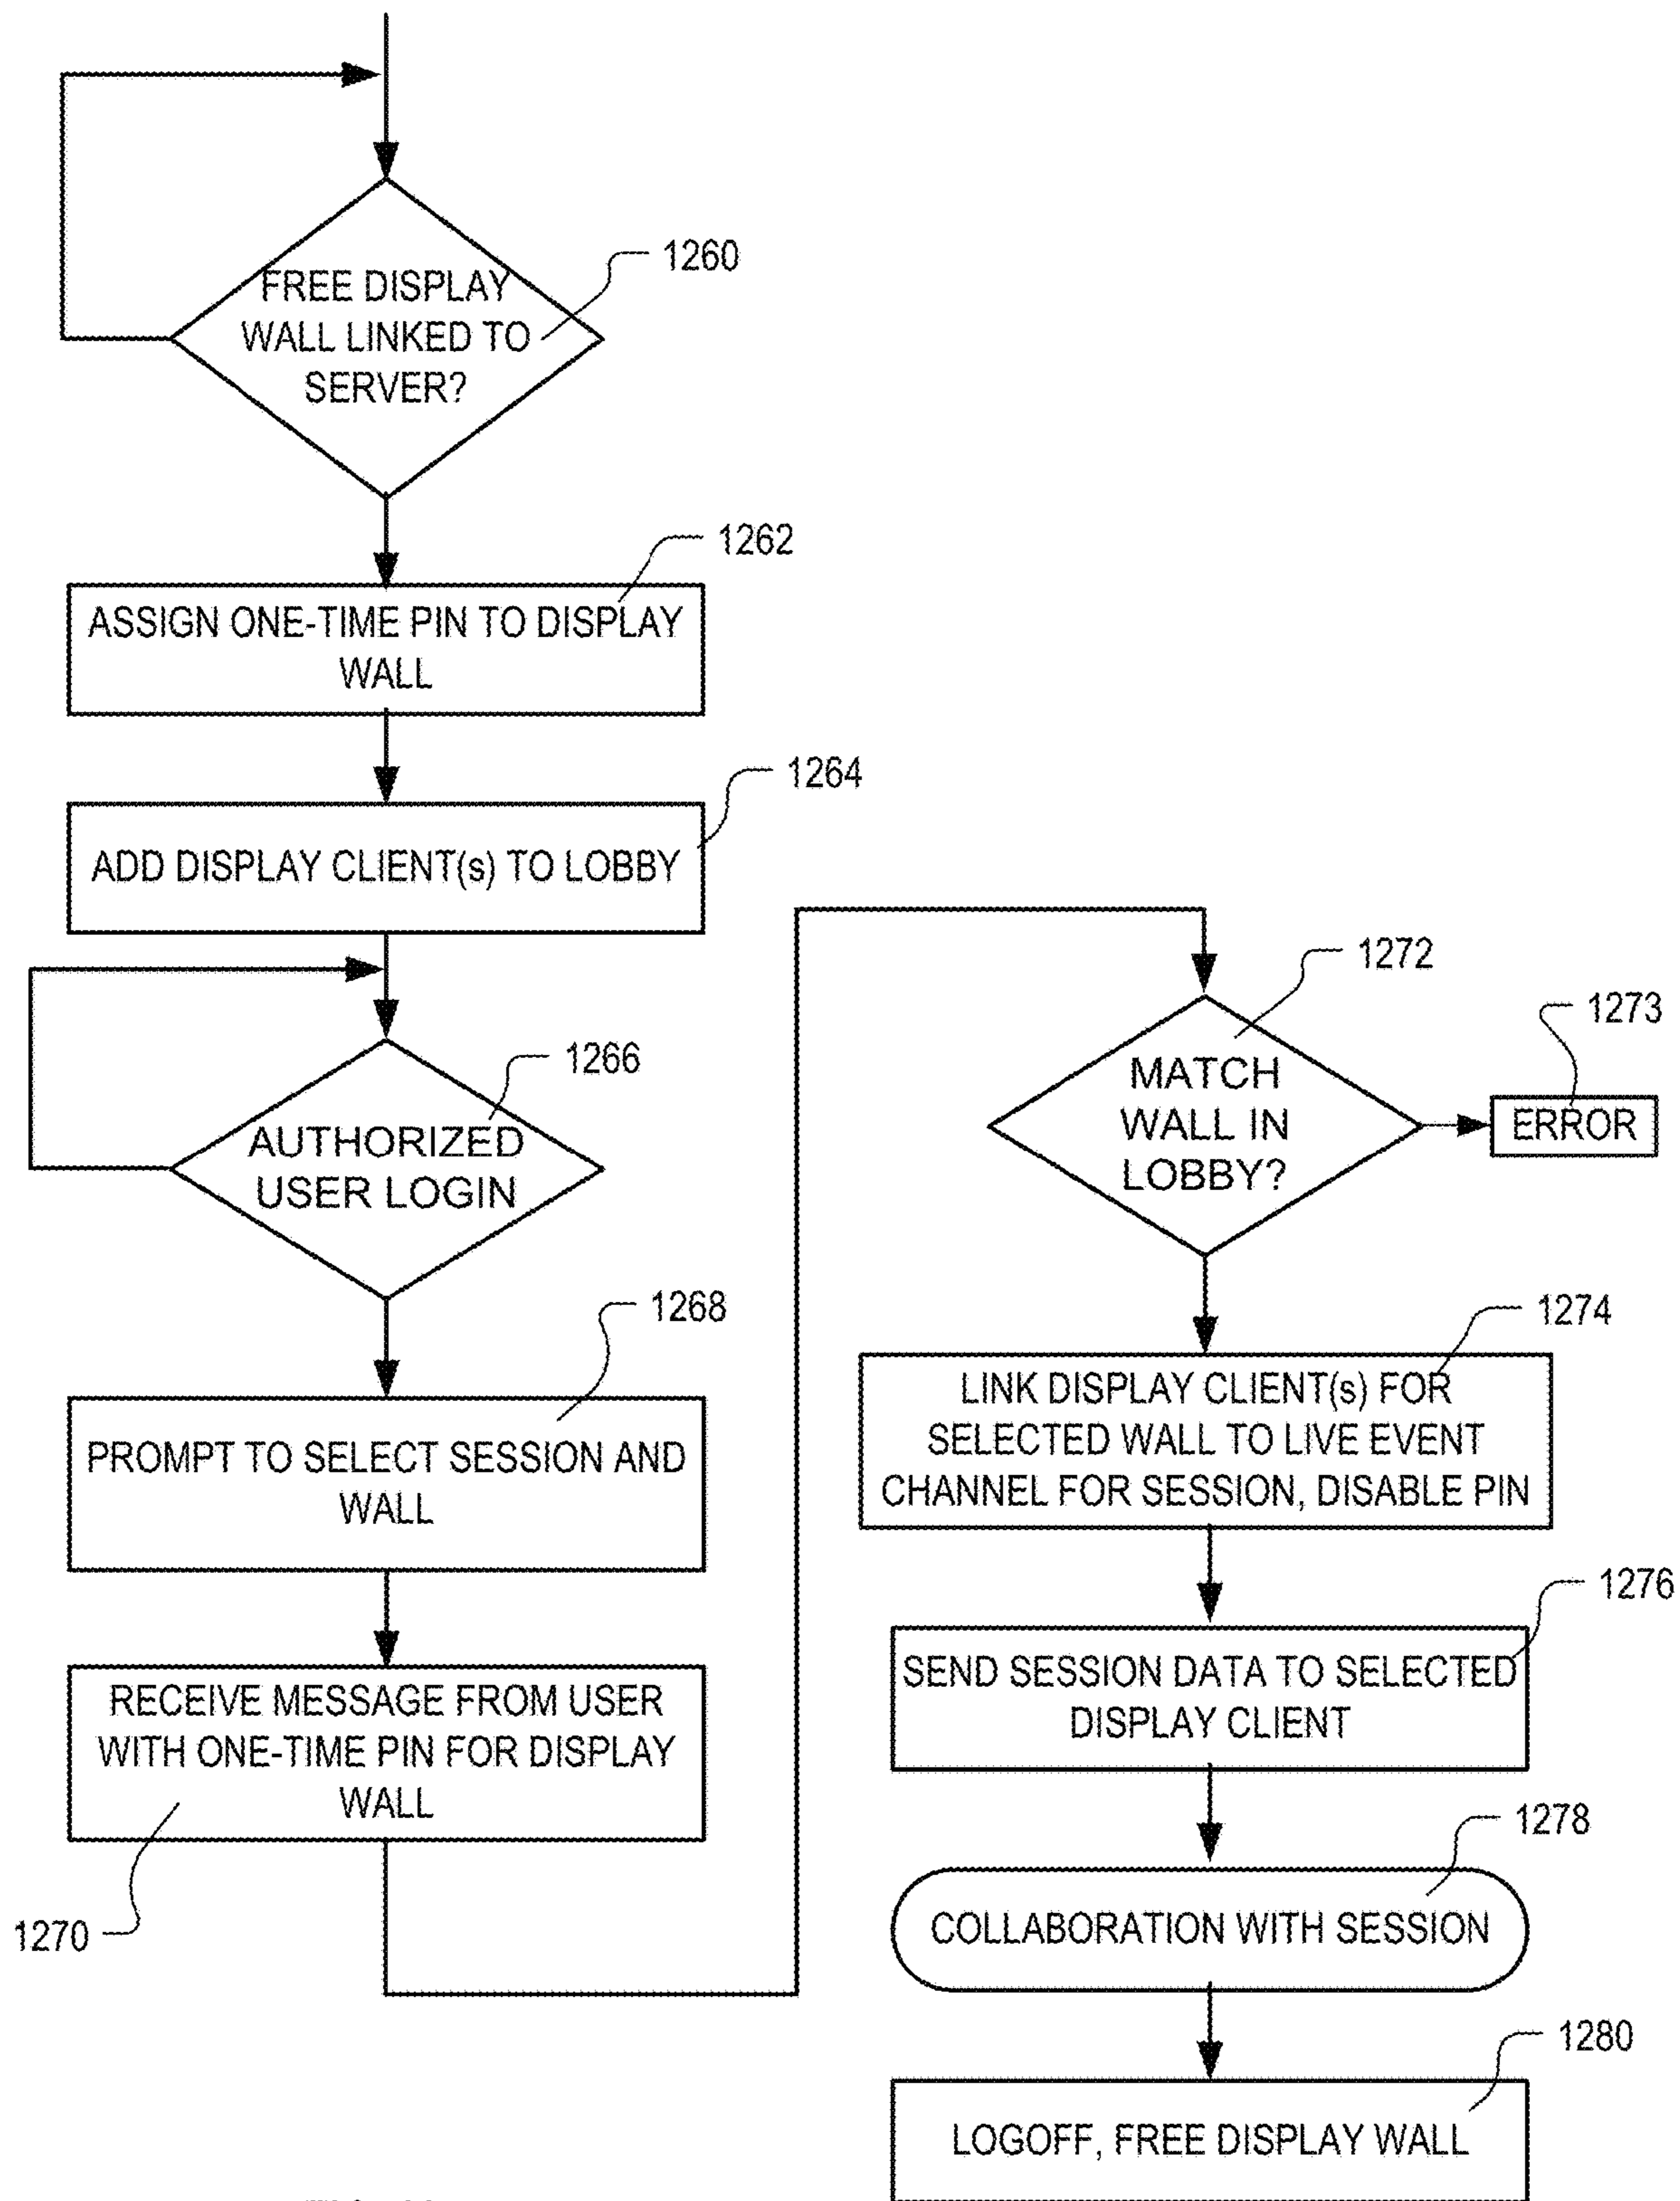 1260
FREE DISPLAY
WALL LINKED TO
SERVER?
1262
ASSIGN ONE-TIME PIN TO DISPLAY
WALL
1264
ADD DISPLAY CLIENT(s) TO LOBBY
1266
AUTHORIZED
USER LOGIN
1268
PROMPT TO SELECT SESSION AND
WALL
RECEIVE MESSAGE FROM USER
WITH ONE-TIME PIN FOR DISPLAY
WALL
1270
1272
MATCH
WALL IN
LOBBY?
1273
ERROR
1274
LINK DISPLAY CLIENT(s) FOR
SELECTED WALL TO LIVE EVENT
CHANNEL FOR SESSION, DISABLE PIN
1276
SEND SESSION DATA TO SELECTED
DISPLAY CLIENT
1278
COLLABORATION WITH SESSION
1280
LOGOFF, FREE DISPLAY WALL